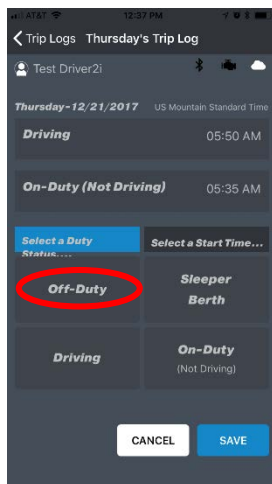 AT&T 12:37 PM
Trip Logs Thursday's Trip Log
Test Driver2i
Thursday-12/21/2017 US Mountain Standard Time
Driving 05:50 AM
On-Duty (Not Driving) 05:35 AM
Select a Duty Select a Start Time...
Status....
Off-Duty
Sleeper
Berth
Driving
On-Duty
(Not Driving)
CANCEL SAVE